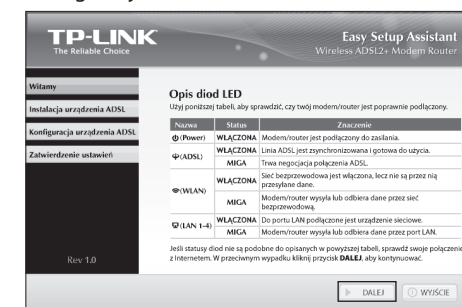 TP-LINK
The Reliable Choice
Easy Setup Assistant
Wireless ADSL2+ Modem Router
Witamy
Instalacja urządzenia ADSL
Konfiguracja urządzenia ADSL
Zatwierdzenie ustawień
Rev 1.0
Opis diod LED
Użyj poniższej tabeli, aby sprawdzić, czy twój modem/router jest poprawnie podłączony.
Nazwa Status Znaczenie
(Power) WŁĄCZONA Modem/router jest podłączony do zasilania.
(ADSL) WŁĄCZONA Linia ADSL jest zsynchronizowana i gotowa do użycia.
MIGA Trwa negocjacja połączenia ADSL.
(WLAN) WŁĄCZONA Sieć bezprzewodowa jest włączona, lecz nie są przez nią
przesyłane dane.
MIGA Modem/router wysyła lub odbiera dane przez sieć
bezprzewodową.
(LAN 1-4) WŁĄCZONA Do portu LAN podłączone jest urządzenie sieciowe.
MIGA Modem/router wysyła lub odbiera dane przez port LAN.
Jeśli statusy diod nie są podobne do opisanych w powyższej tabeli, sprawdź swoje połączenie
z Internetem. W przeciwnym wypadku kliknij przycisk DALEJ, aby kontynuować.
DALEJ
WYJŚCIE